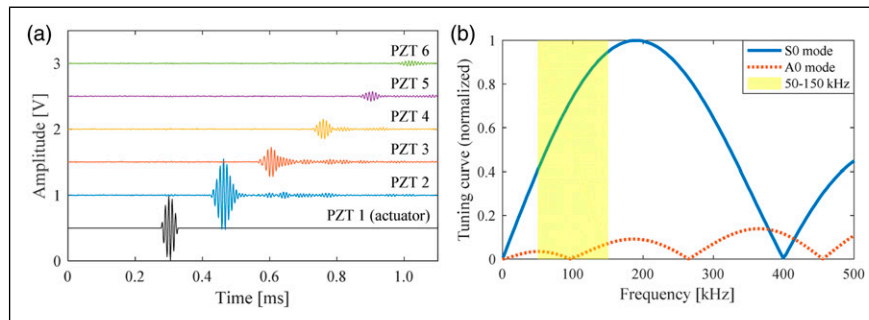 (a)
PZT 6
PZT 5
PZT 4
PZT 3
PZT 2
PZT 1 (actuator)
Amplitude [V]
3
2
1
0
0 0.2 0.4 0.6 0.8 1.0
Time [ms]
(b)
S0 mode
A0 mode
50-150 kHz
Tuning curve (normalized)
1
0.8
0.6
0.4
0.2
0
0 100 200 300 400 500
Frequency [kHz]